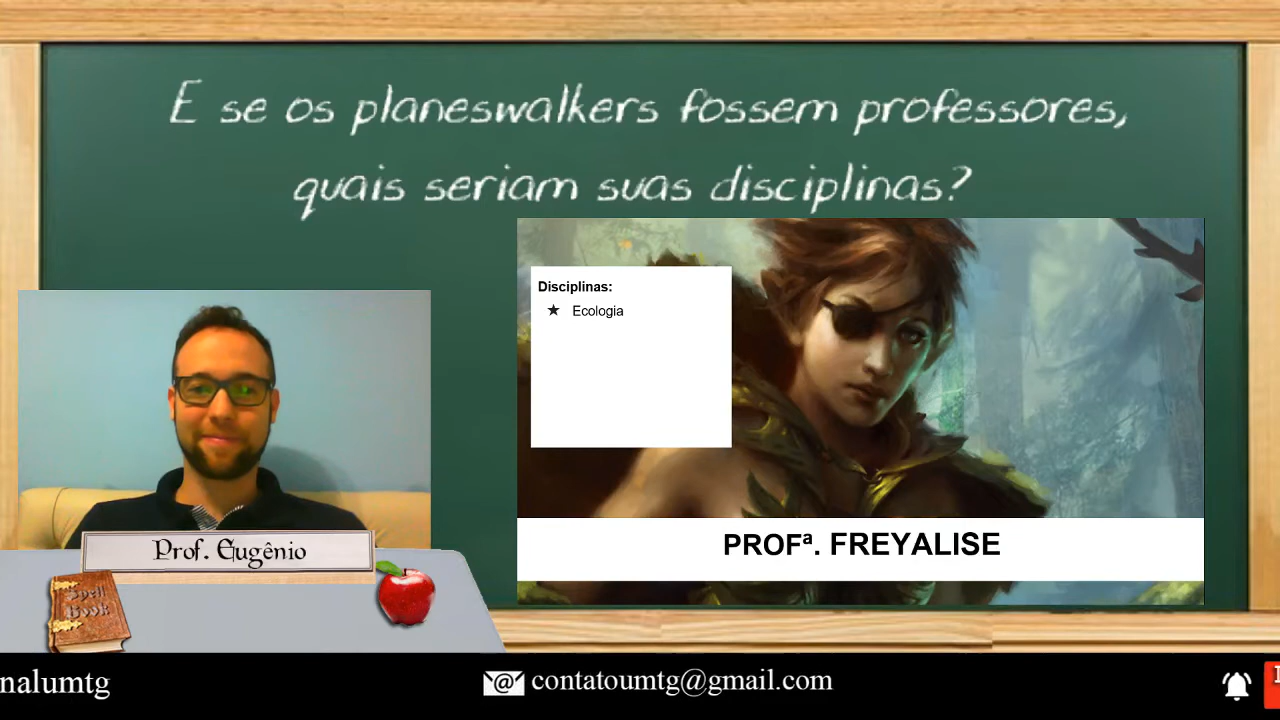 E se os planeswalkers fossem professores,
quais seriam suas disciplinas?
Disciplinas:
★ Ecologia
PROFª. FREYALISE
Prof. Eugênio
Spell
Book
nalumtg
contatoumtg@gmail.com